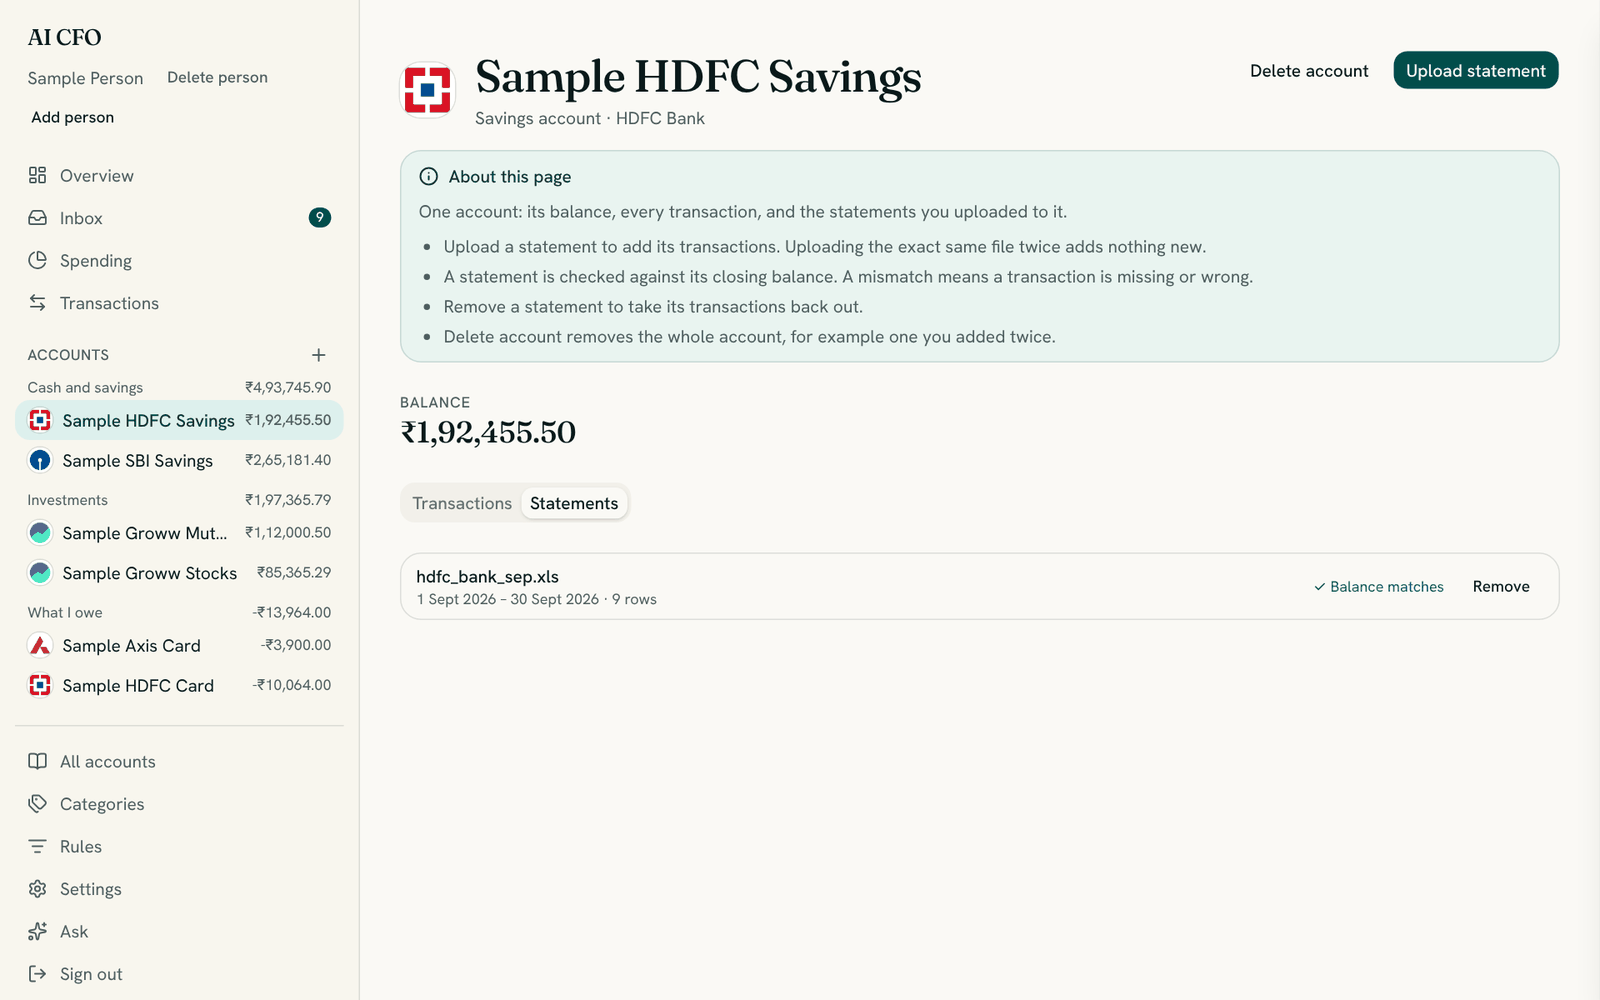 AI CFO
Sample Person Delete person
Add person
Overview
Inbox 9
Spending
Transactions
ACCOUNTS
Cash and savings ₹4,93,745.90
Sample HDFC Savings ₹1,92,455.50
Sample SBI Savings ₹2,65,181.40
Investments ₹1,97,365.79
Sample Groww Mut... ₹1,12,000.50
Sample Groww Stocks ₹85,365.29
What I owe -₹13,964.00
Sample Axis Card -₹3,900.00
Sample HDFC Card -₹10,064.00
All accounts
Categories
Rules
Settings
Ask
Sign out
Sample HDFC Savings
Savings account · HDFC Bank
Delete account Upload statement
About this page
One account: its balance, every transaction, and the statements you uploaded to it.
• Upload a statement to add its transactions. Uploading the exact same file twice adds nothing new.
• A statement is checked against its closing balance. A mismatch means a transaction is missing or wrong.
• Remove a statement to take its transactions back out.
• Delete account removes the whole account, for example one you added twice.
BALANCE
₹1,92,455.50
Transactions Statements
hdfc_bank_sep.xls
1 Sept 2026 – 30 Sept 2026 · 9 rows
✓ Balance matches Remove